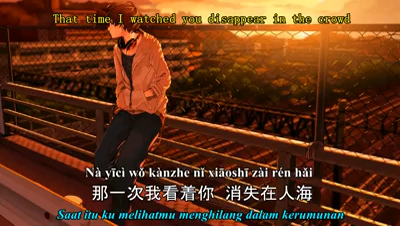 That time I watched you disappear in the crowd
Nà yīcì wǒ kànzhe nǐ xiāoshī zài rén hǎi
那一次我看着你 消失在人海
Saat itu ku melihatmu menghilang dalam kerumunan